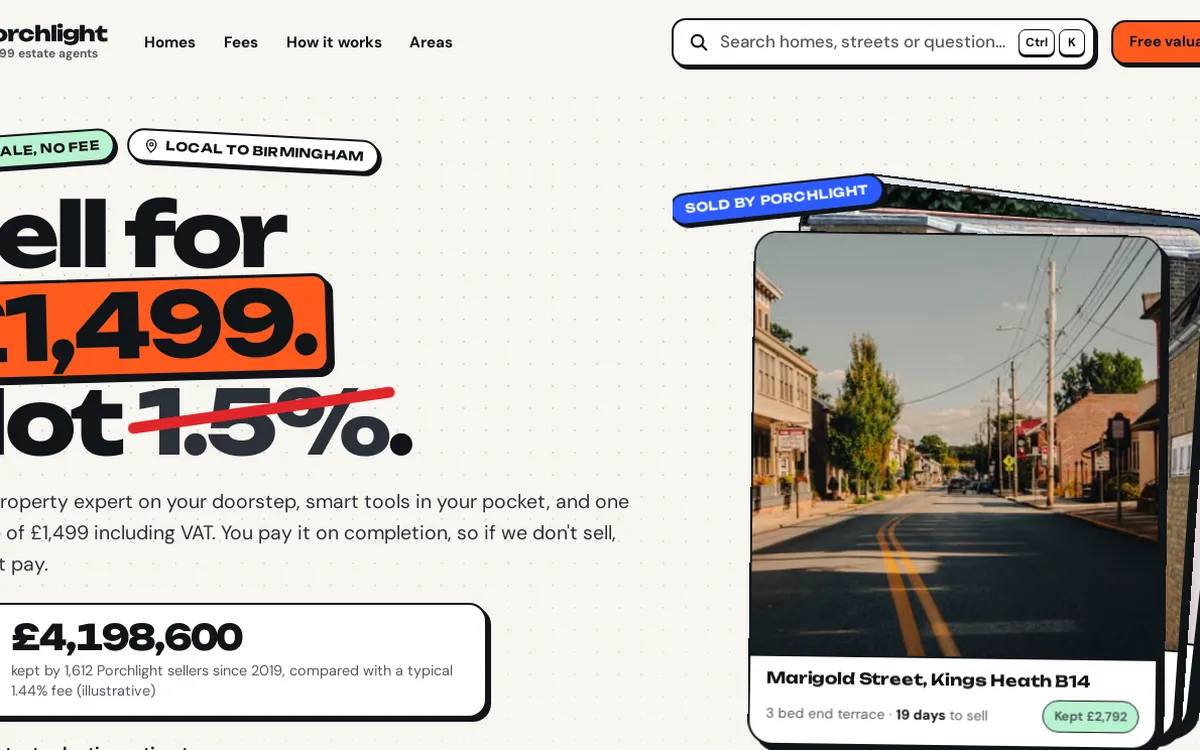 orchlight
99 estate agents
Homes
Fees
How it works
Areas
Search homes, streets or question...
Ctrl
K
Free valua
ALE, NO FEE
LOCAL TO BIRMINGHAM
SOLD BY PORCHLIGHT
ell for
£1,499.
ot 1.5%.
roperty expert on your doorstep, smart tools in your pocket, and one
of £1,499 including VAT. You pay it on completion, so if we don't sell,
t pay.
£4,198,600
kept by 1,612 Porchlight sellers since 2019, compared with a typical
1.44% fee (illustrative)
Marigold Street, Kings Heath B14
3 bed end terrace · 19 days to sell
Kept £2,792